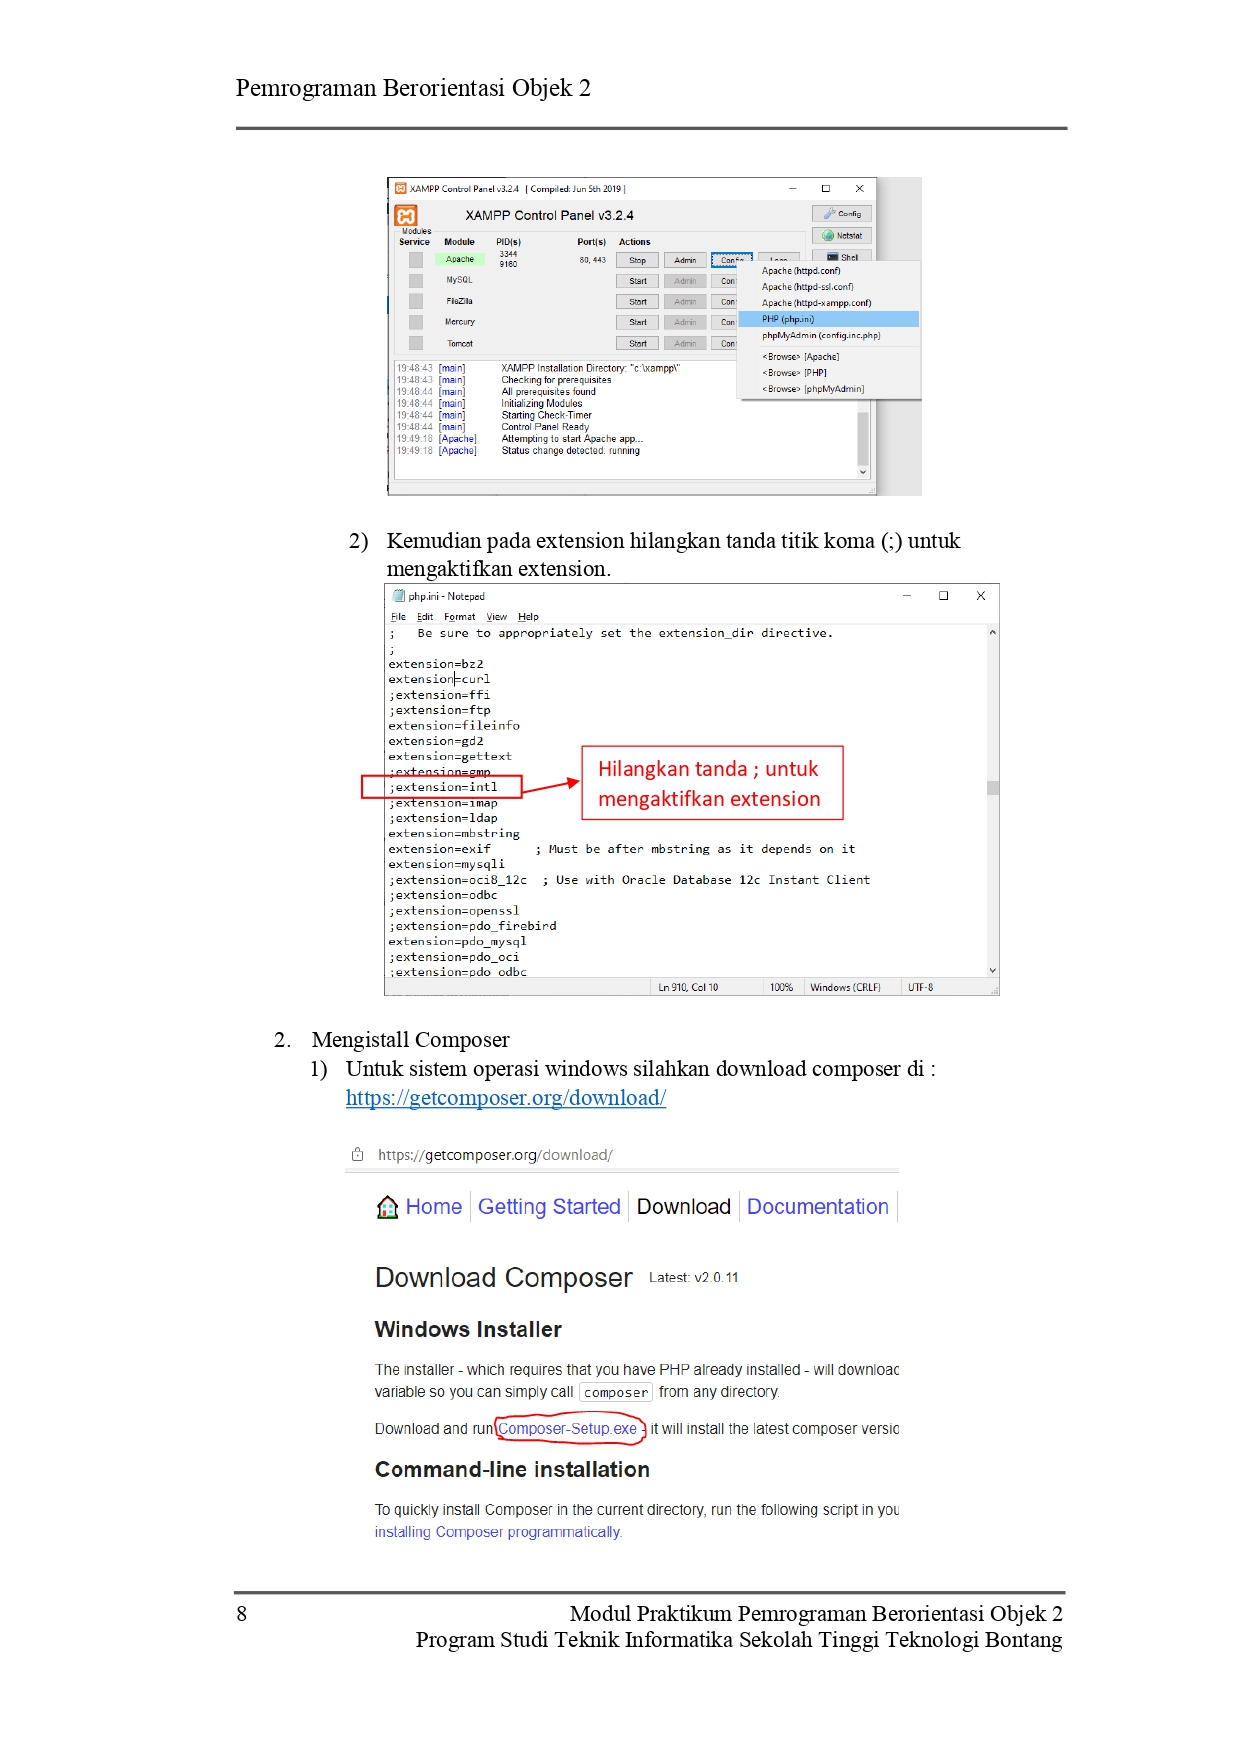 Pemrograman Berorientasi Objek 2
XAMPP Control Panel v3.2.4 [ Compiled: Jun 5th 2019 ]
XAMPP Control Panel v3.2.4
Config
Modules
Netstat
Service Module PID(s) Port(s) Actions
Shell
Apache 3344 9160 80, 443 Stop Admin Config Logs
MySQL Start Admin Con
FileZilla Start Admin Con
Mercury Start Admin Con
Tomcat Start Admin Con
Apache (httpd.conf)
Apache (httpd-ssl.conf)
Apache (httpd-xampp.conf)
PHP (php.ini)
phpMyAdmin (config.inc.php)
<Browse> [Apache]
<Browse> [PHP]
<Browse> [phpMyAdmin]
19:48:43 [main] XAMPP Installation Directory: "c:\xampp\"
19:48:43 [main] Checking for prerequisites
19:48:44 [main] All prerequisites found
19:48:44 [main] Initializing Modules
19:48:44 [main] Starting Check-Timer
19:48:44 [main] Control Panel Ready
19:49:18 [Apache] Attempting to start Apache app...
19:49:18 [Apache] Status change detected: running
2) Kemudian pada extension hilangkan tanda titik koma (;) untuk
mengaktifkan extension.
php.ini - Notepad
File Edit Format View Help
; Be sure to appropriately set the extension_dir directive.
;
extension=bz2
extension=curl
;extension=ffi
;extension=ftp
extension=fileinfo
extension=gd2
extension=gettext
;extension=gmp
;extension=intl
;extension=imap
;extension=ldap
extension=mbstring
extension=exif ; Must be after mbstring as it depends on it
extension=mysqli
;extension=oci8_12c ; Use with Oracle Database 12c Instant Client
;extension=odbc
;extension=openssl
;extension=pdo_firebird
extension=pdo_mysql
;extension=pdo_oci
;extension=pdo_odbc
Hilangkan tanda ; untuk
mengaktifkan extension
Ln 910, Col 10 100% Windows (CRLF) UTF-8
2. Mengistall Composer
1) Untuk sistem operasi windows silahkan download composer di :
https://getcomposer.org/download/
https://getcomposer.org/download/
Home Getting Started Download Documentation
Download Composer Latest: v2.0.11
Windows Installer
The installer - which requires that you have PHP already installed - will download
variable so you can simply call composer from any directory.
Download and run Composer-Setup.exe - it will install the latest composer versio
Command-line installation
To quickly install Composer in the current directory, run the following script in you
installing Composer programmatically.
8 Modul Praktikum Pemrograman Berorientasi Objek 2
Program Studi Teknik Informatika Sekolah Tinggi Teknologi Bontang